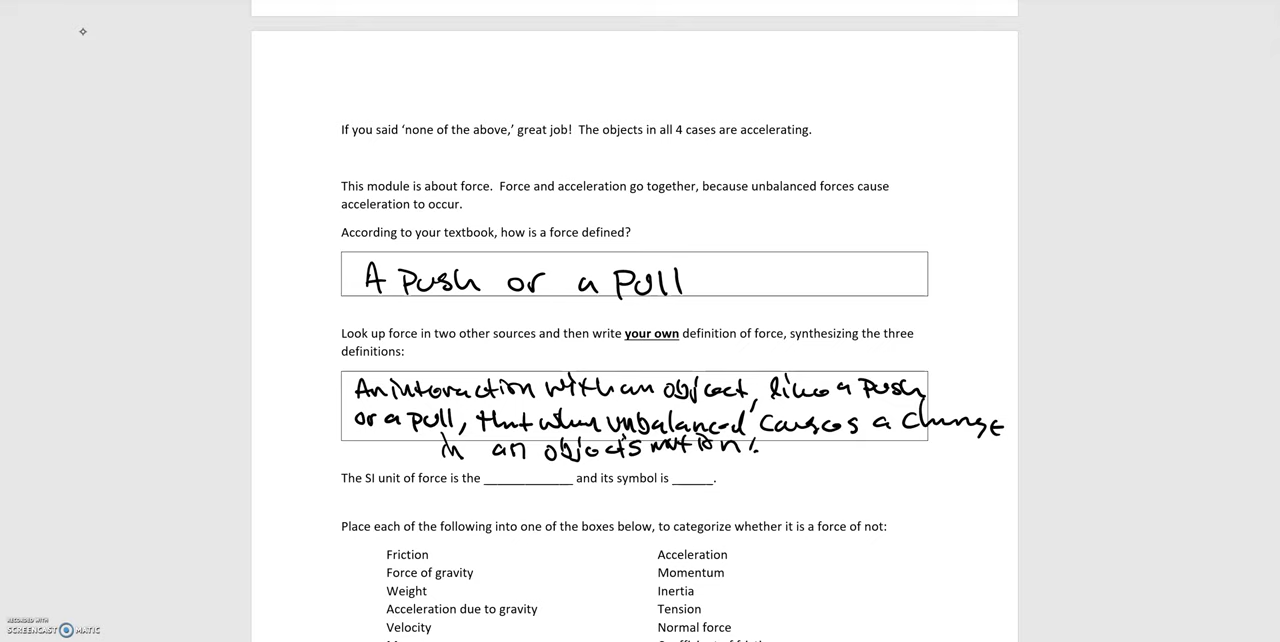 If you said ‘none of the above,’ great job! The objects in all 4 cases are accelerating.
This module is about force. Force and acceleration go together, because unbalanced forces cause
acceleration to occur.
According to your textbook, how is a force defined?
A Push or a Pull
Look up force in two other sources and then write your own definition of force, synthesizing the three
definitions:
An interaction with an object, like a Push
or a pull, that when unbalanced causes a change
in an object's motion.
The SI unit of force is the ______________ and its symbol is ______.
Place each of the following into one of the boxes below, to categorize whether it is a force of not:
Friction Acceleration
Force of gravity Momentum
Weight Inertia
Acceleration due to gravity Tension
Velocity Normal force
RECORDED WITH
SCREENCAST MATIC